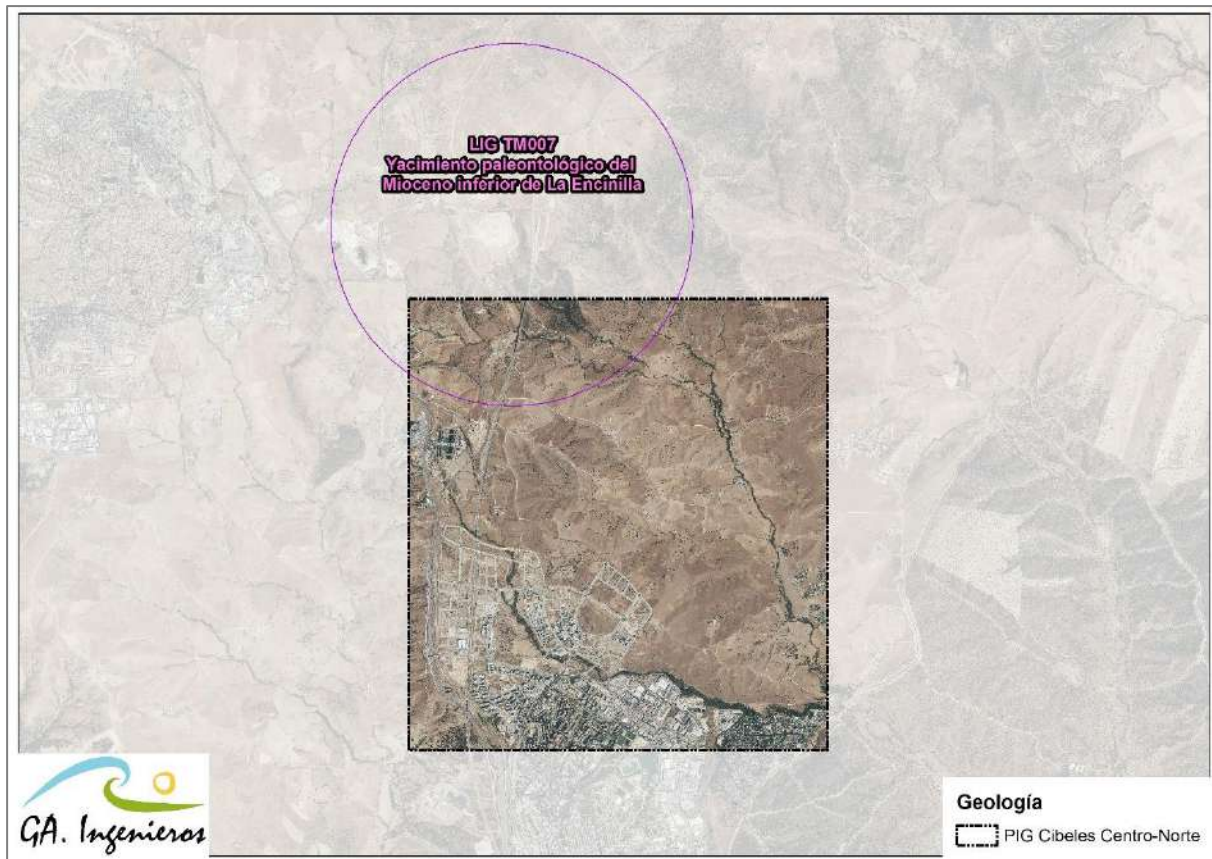 LIG TM007
Yacimiento paleontológico del
Mioceno inferior de La Encinilla
GA. Ingenieros
Geología
PIG Cibeles Centro-Norte